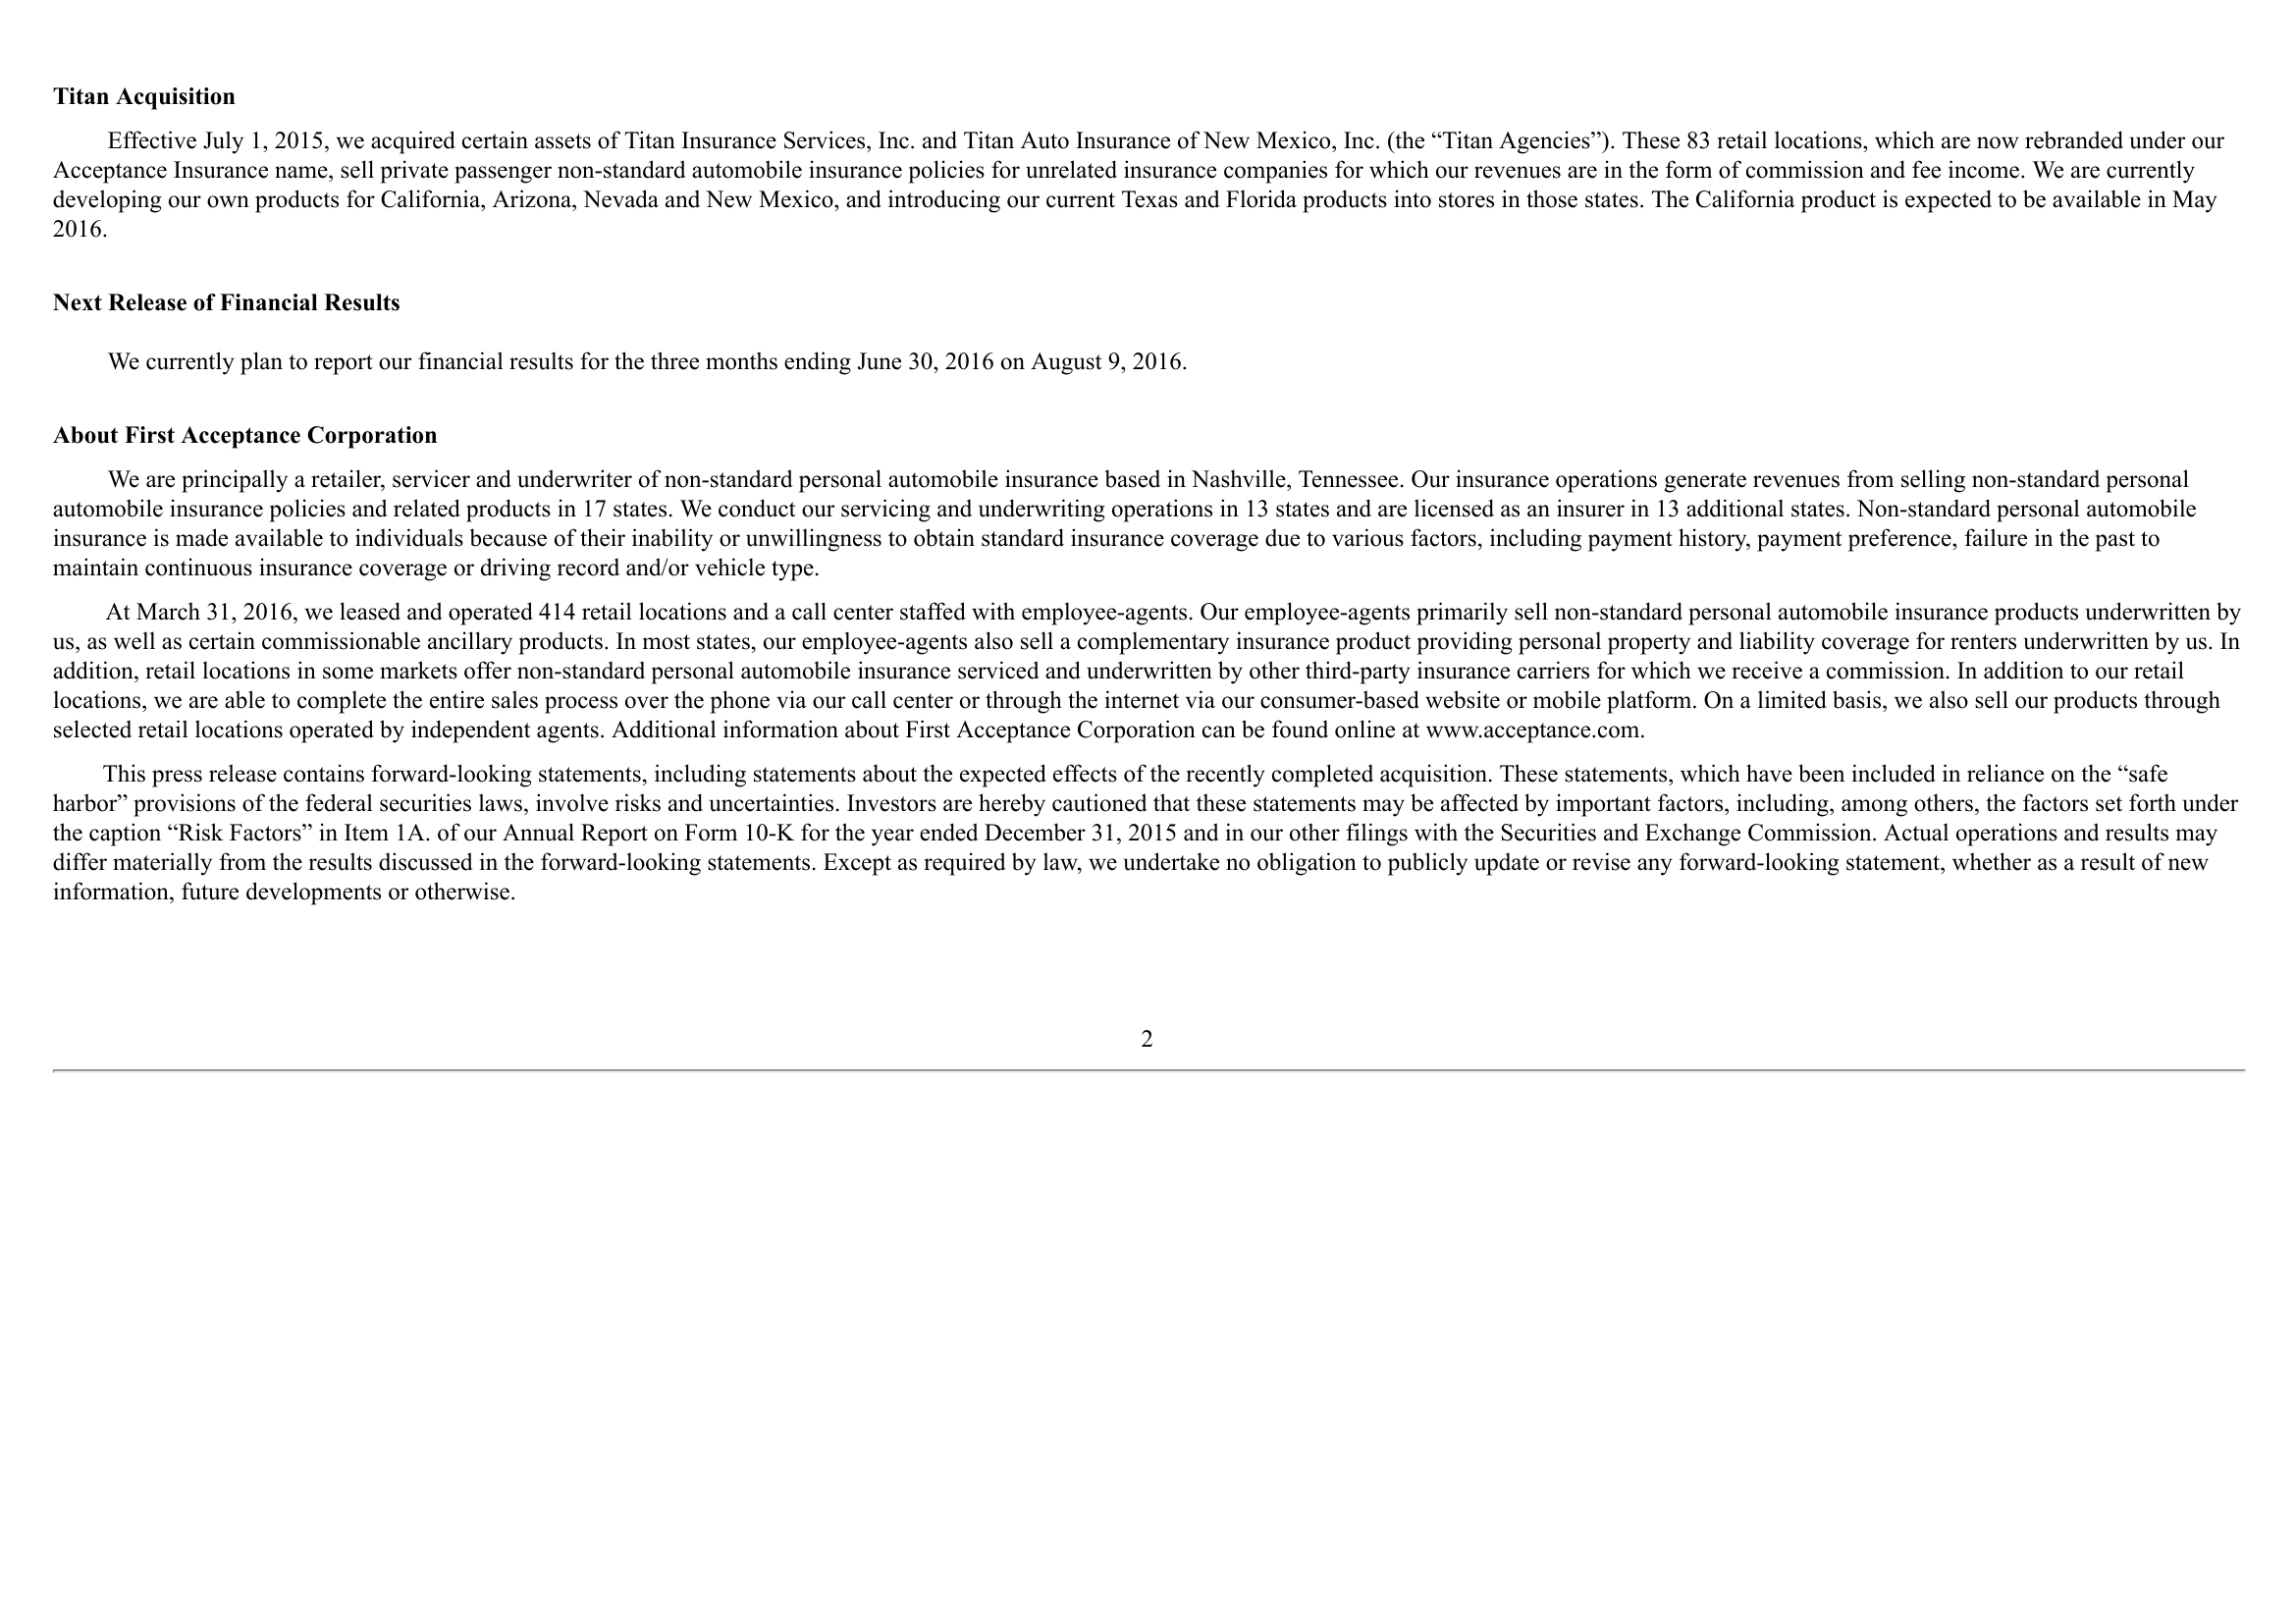 Titan Acquisition
Effective July 1, 2015, we acquired certain assets of Titan Insurance Services, Inc. and Titan Auto Insurance of New Mexico, Inc. (the “Titan Agencies”). These 83 retail locations, which are now rebranded under our
Acceptance Insurance name, sell private passenger non-standard automobile insurance policies for unrelated insurance companies for which our revenues are in the form of commission and fee income. We are currently
developing our own products for California, Arizona, Nevada and New Mexico, and introducing our current Texas and Florida products into stores in those states. The California product is expected to be available in May
2016.
Next Release of Financial Results
We currently plan to report our financial results for the three months ending June 30, 2016 on August 9, 2016.
About First Acceptance Corporation
We are principally a retailer, servicer and underwriter of non-standard personal automobile insurance based in Nashville, Tennessee. Our insurance operations generate revenues from selling non-standard personal
automobile insurance policies and related products in 17 states. We conduct our servicing and underwriting operations in 13 states and are licensed as an insurer in 13 additional states. Non-standard personal automobile
insurance is made available to individuals because of their inability or unwillingness to obtain standard insurance coverage due to various factors, including payment history, payment preference, failure in the past to
maintain continuous insurance coverage or driving record and/or vehicle type.
At March 31, 2016, we leased and operated 414 retail locations and a call center staffed with employee-agents. Our employee-agents primarily sell non-standard personal automobile insurance products underwritten by
us, as well as certain commissionable ancillary products. In most states, our employee-agents also sell a complementary insurance product providing personal property and liability coverage for renters underwritten by us. In
addition, retail locations in some markets offer non-standard personal automobile insurance serviced and underwritten by other third-party insurance carriers for which we receive a commission. In addition to our retail
locations, we are able to complete the entire sales process over the phone via our call center or through the internet via our consumer-based website or mobile platform. On a limited basis, we also sell our products through
selected retail locations operated by independent agents. Additional information about First Acceptance Corporation can be found online at www.acceptance.com.
This press release contains forward-looking statements, including statements about the expected effects of the recently completed acquisition. These statements, which have been included in reliance on the “safe
harbor” provisions of the federal securities laws, involve risks and uncertainties. Investors are hereby cautioned that these statements may be affected by important factors, including, among others, the factors set forth under
the caption “Risk Factors” in Item 1A. of our Annual Report on Form 10-K for the year ended December 31, 2015 and in our other filings with the Securities and Exchange Commission. Actual operations and results may
differ materially from the results discussed in the forward-looking statements. Except as required by law, we undertake no obligation to publicly update or revise any forward-looking statement, whether as a result of new
information, future developments or otherwise.
2